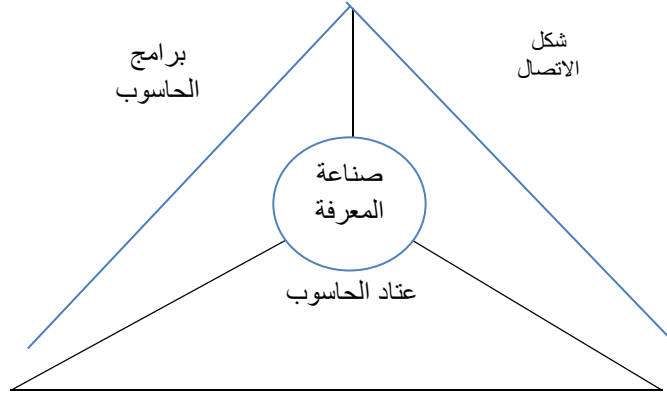 شكل
الاتصال
برامج
الحاسوب
صناعة
المعرفة
عتاد الحاسوب